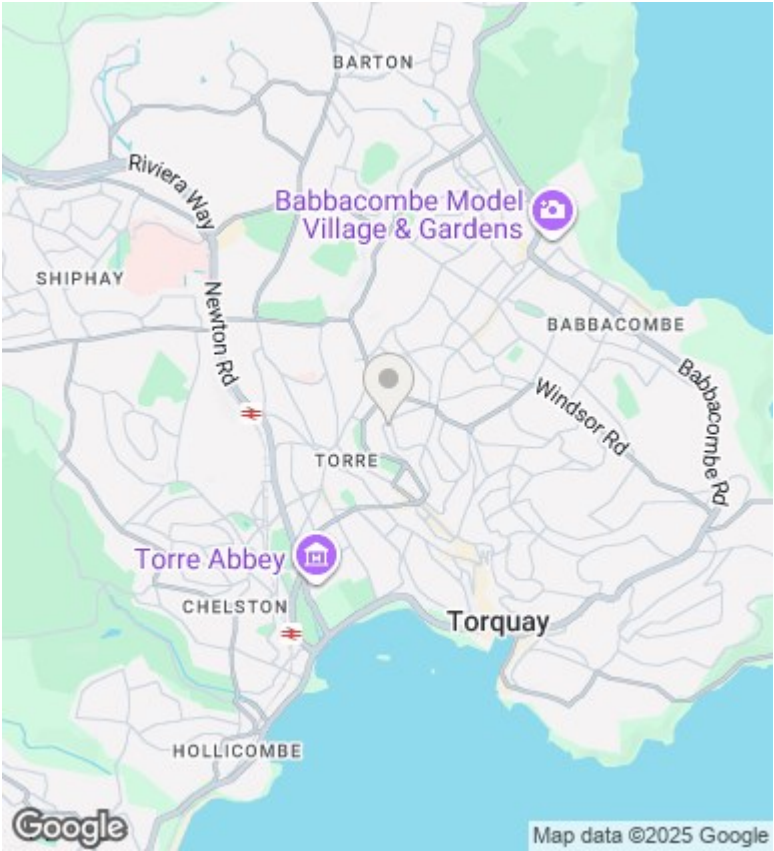 BARTON
Riviera Way
Babbacombe Model
Village & Gardens
SHIPHAY
Newton Rd
BABBACOMBE
Babbacombe Rd
Windsor Rd
TORRE
Torre Abbey
CHELSTON
Torquay
HOLLICOMBE
Google
Map data ©2025 Google